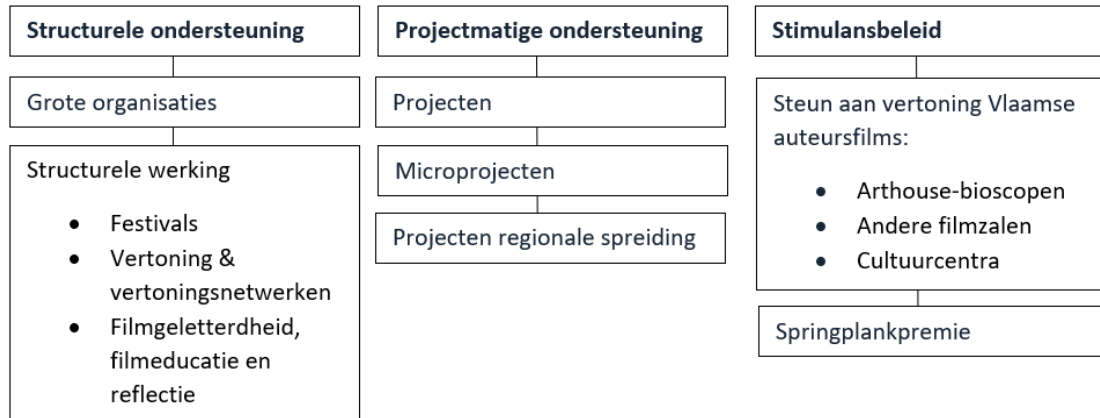 Structurele ondersteuning
Grote organisaties
Structurele werking
● Festivals
● Vertoning &
vertoningsnetwerken
● Filmgeletterdheid,
filmeducatie en
reflectie
Projectmatige ondersteuning
Projecten
Microprojecten
Projecten regionale spreiding
Stimulansbeleid
Steun aan vertoning Vlaamse
auteursfilms:
● Arthouse-bioscopen
● Andere filmzalen
● Cultuurcentra
Springplankpremie